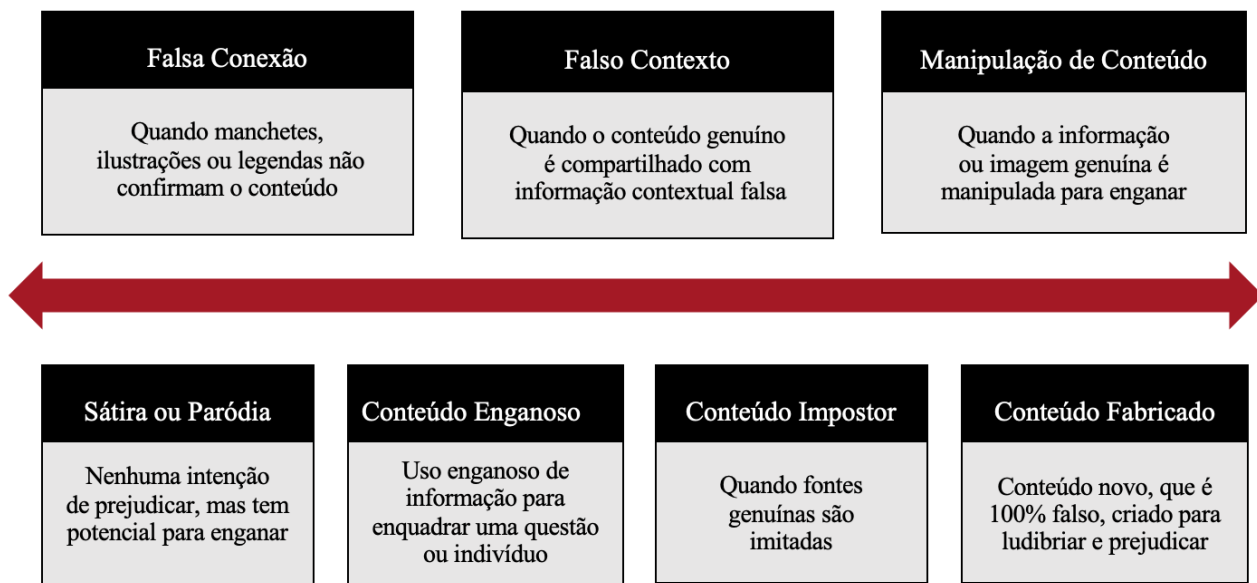 Falsa Conexão
Quando manchetes,
ilustrações ou legendas não
confirmam o conteúdo
Falso Contexto
Quando o conteúdo genuíno
é compartilhado com
informação contextual falsa
Manipulação de Conteúdo
Quando a informação
ou imagem genuína é
manipulada para enganar
Sátira ou Paródia
Nenhuma intenção
de prejudicar, mas tem
potencial para enganar
Conteúdo Enganoso
Uso enganoso de
informação para
enquadrar uma questão
ou indivíduo
Conteúdo Impostor
Quando fontes
genuínas são
imitadas
Conteúdo Fabricado
Conteúdo novo, que é
100% falso, criado para
ludibriar e prejudicar